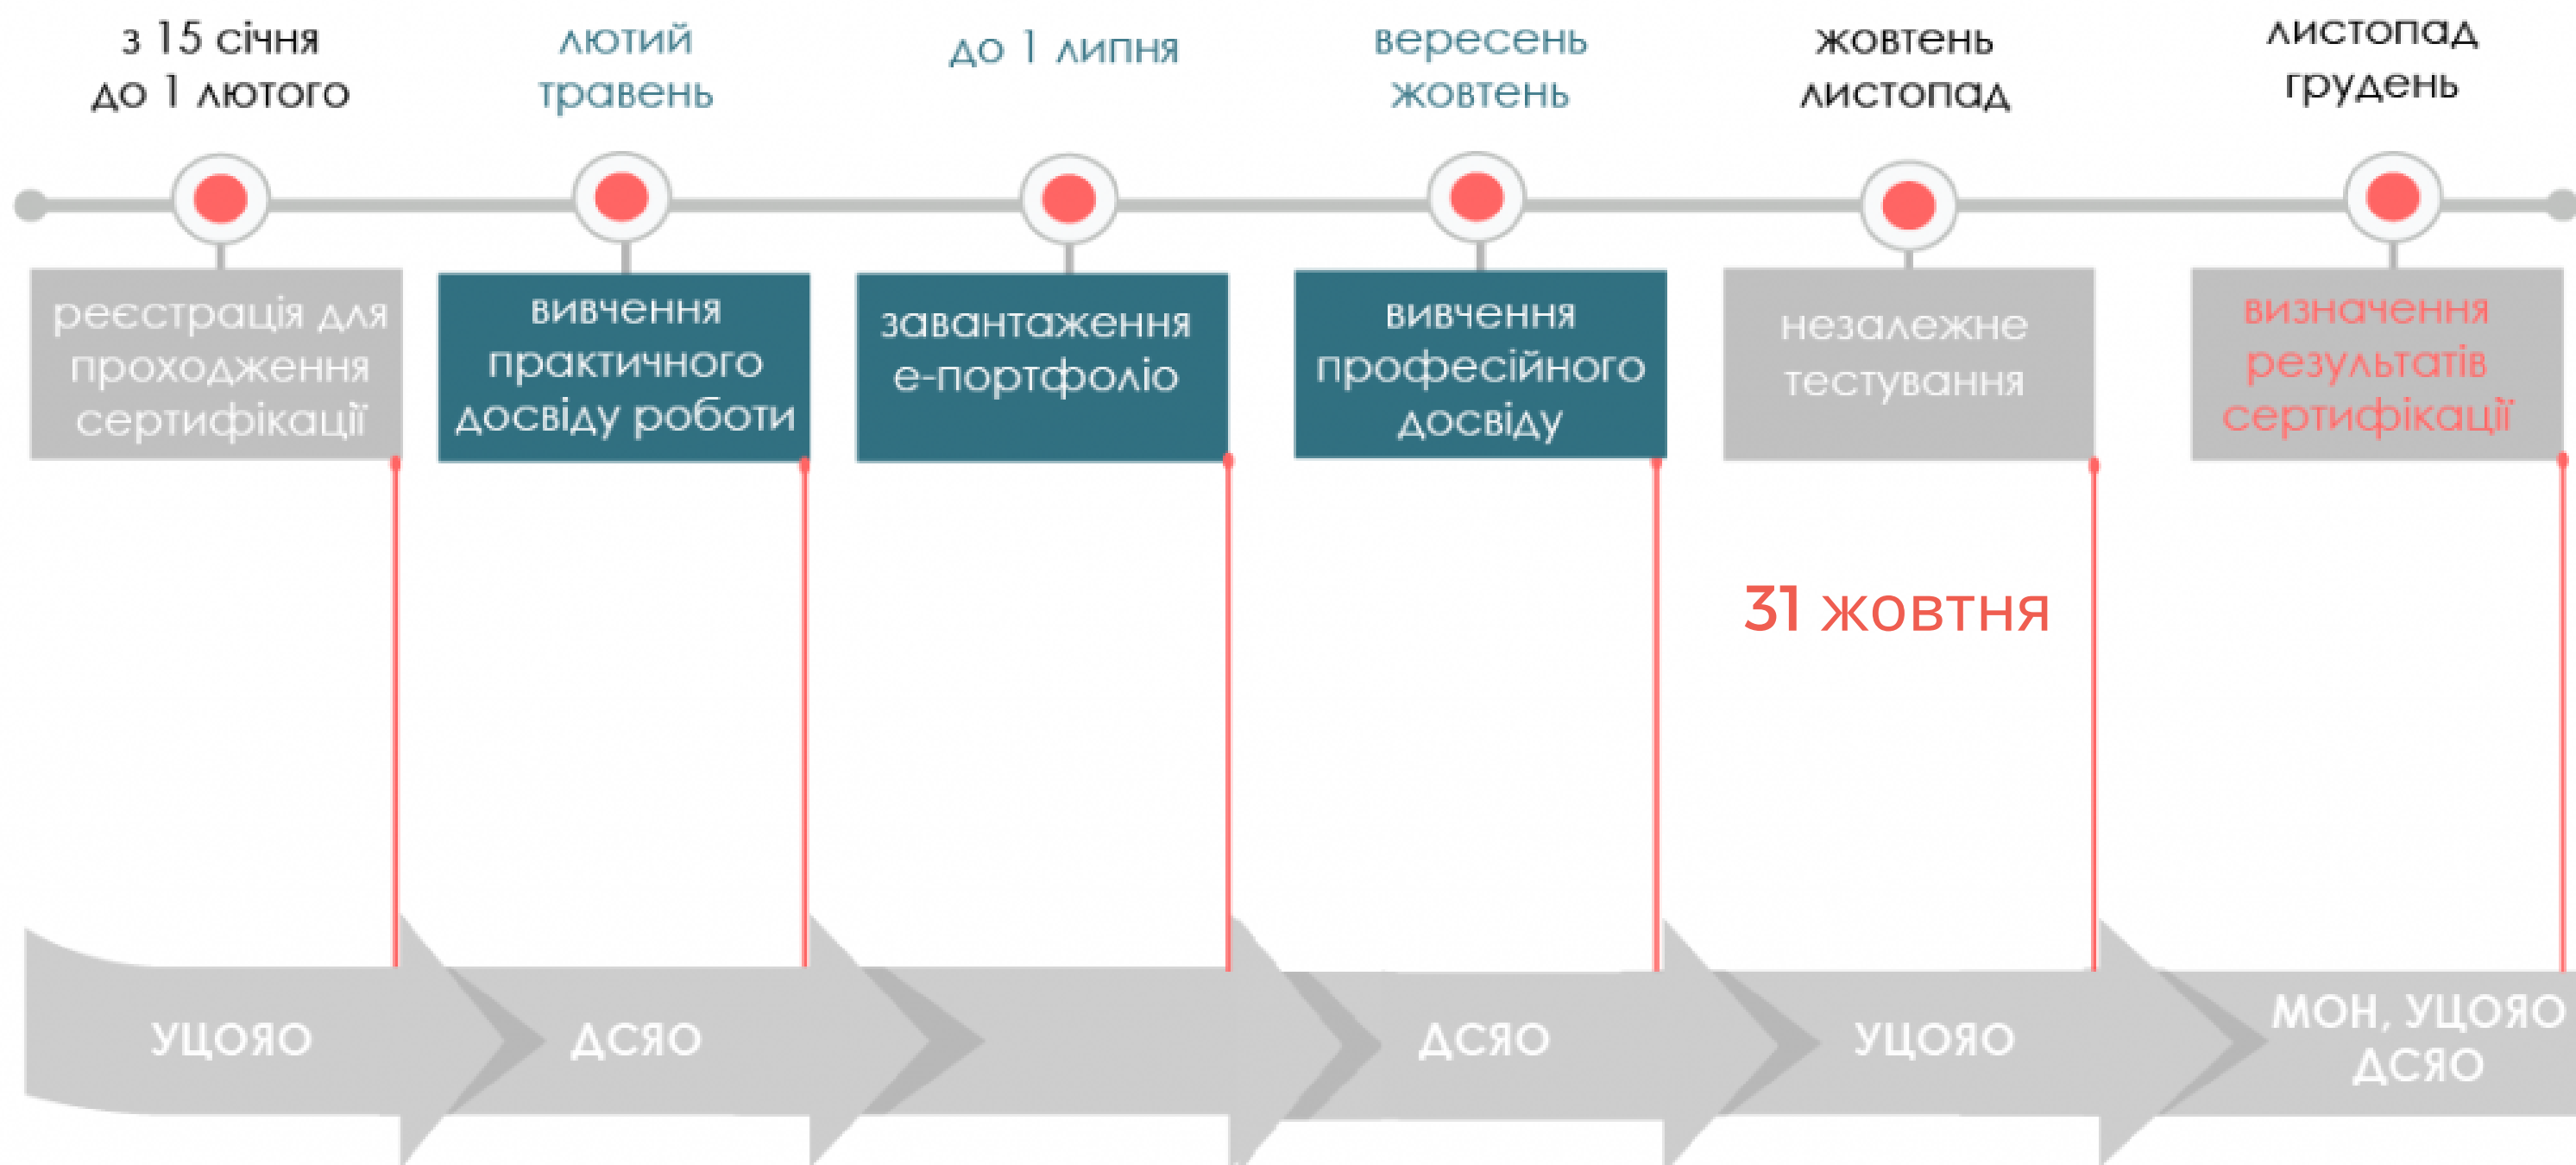 з 15 січня
до 1 лютого
лютий
травень
до 1 липня
вересень
жовтень
жовтень
листопад
листопад
грудень
реєстрація для
проходження
сертифікації
вивчення
практичного
досвіду роботи
завантаження
е-портфоліо
вивчення
професійного
досвіду
незалежне
тестування
визначення
результатів
сертифікації
31 жовтня
УЦОЯО
ДСЯО
ДСЯО
УЦОЯО
МОН, УЦОЯО
ДСЯО